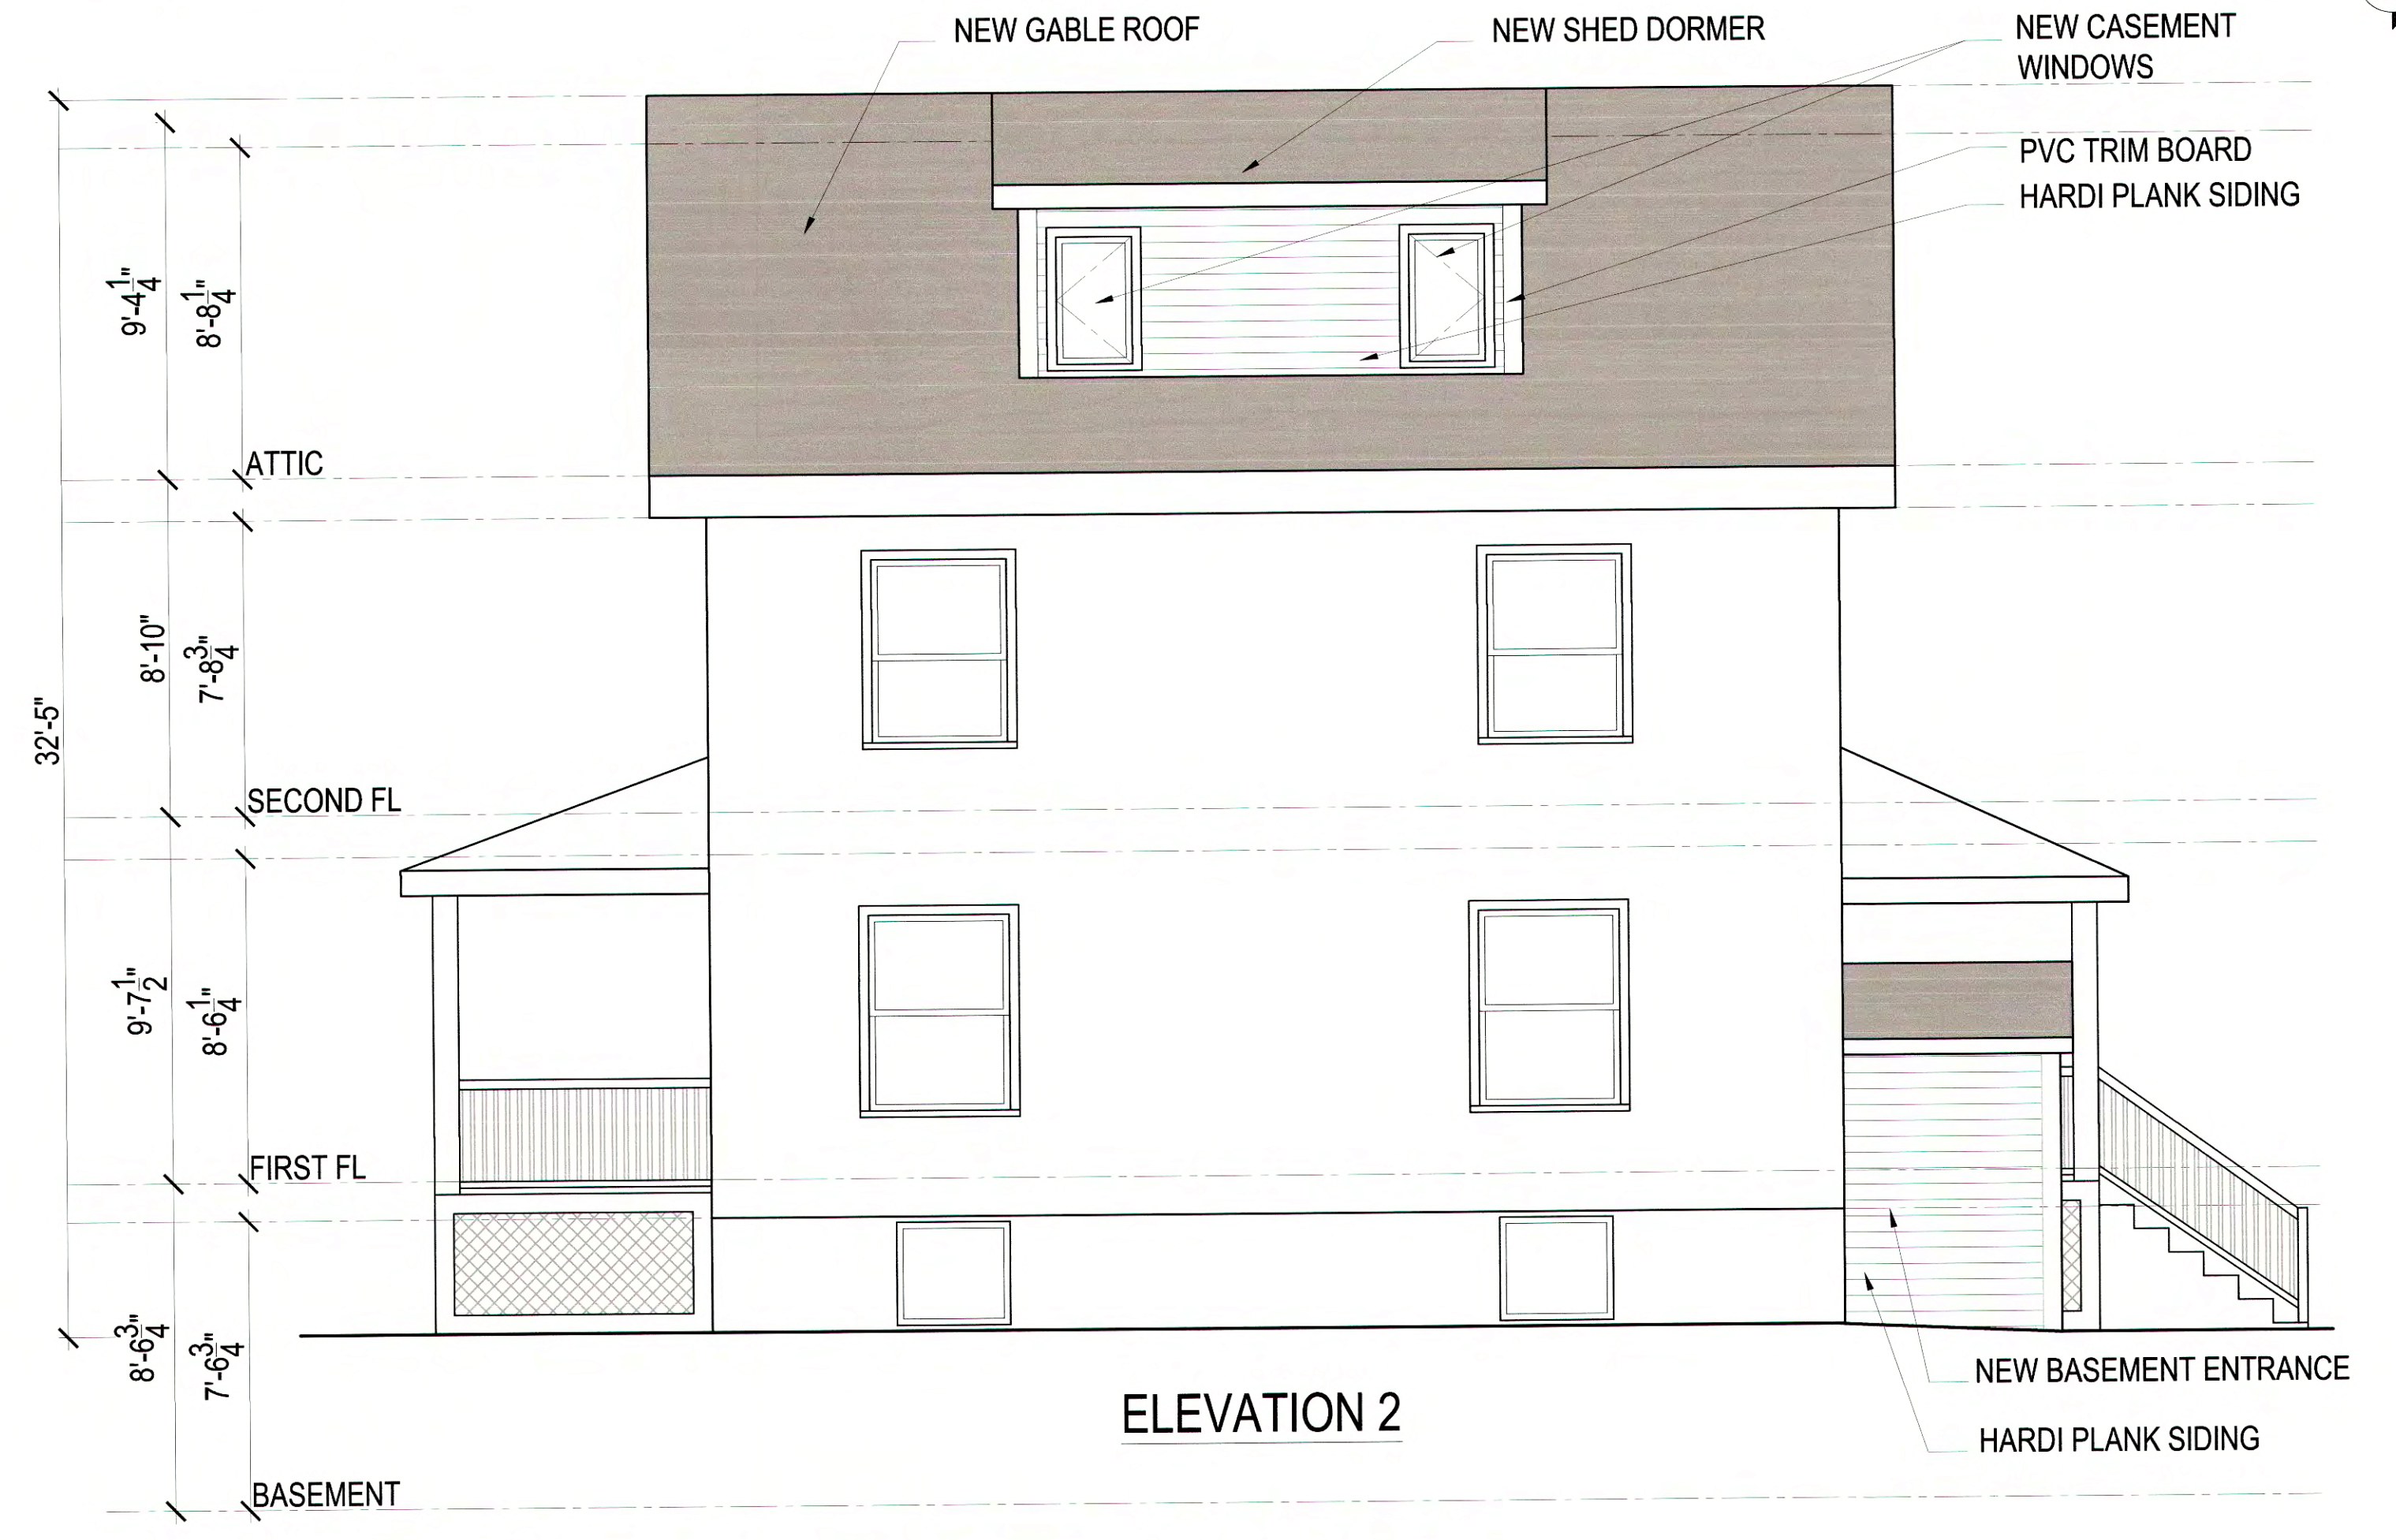 NEW GABLE ROOF
NEW SHED DORMER
NEW CASEMENT
WINDOWS
PVC TRIM BOARD
HARDI PLANK SIDING
9'-4 1/4"
8'-8 1/4"
ATTIC
8'-10"
7'-8 3/4"
32'-5"
SECOND FL
9'-7 1/2"
8'-6 1/4"
FIRST FL
8'-6 3/4"
7'-6 3/4"
NEW BASEMENT ENTRANCE
ELEVATION 2
HARDI PLANK SIDING
BASEMENT